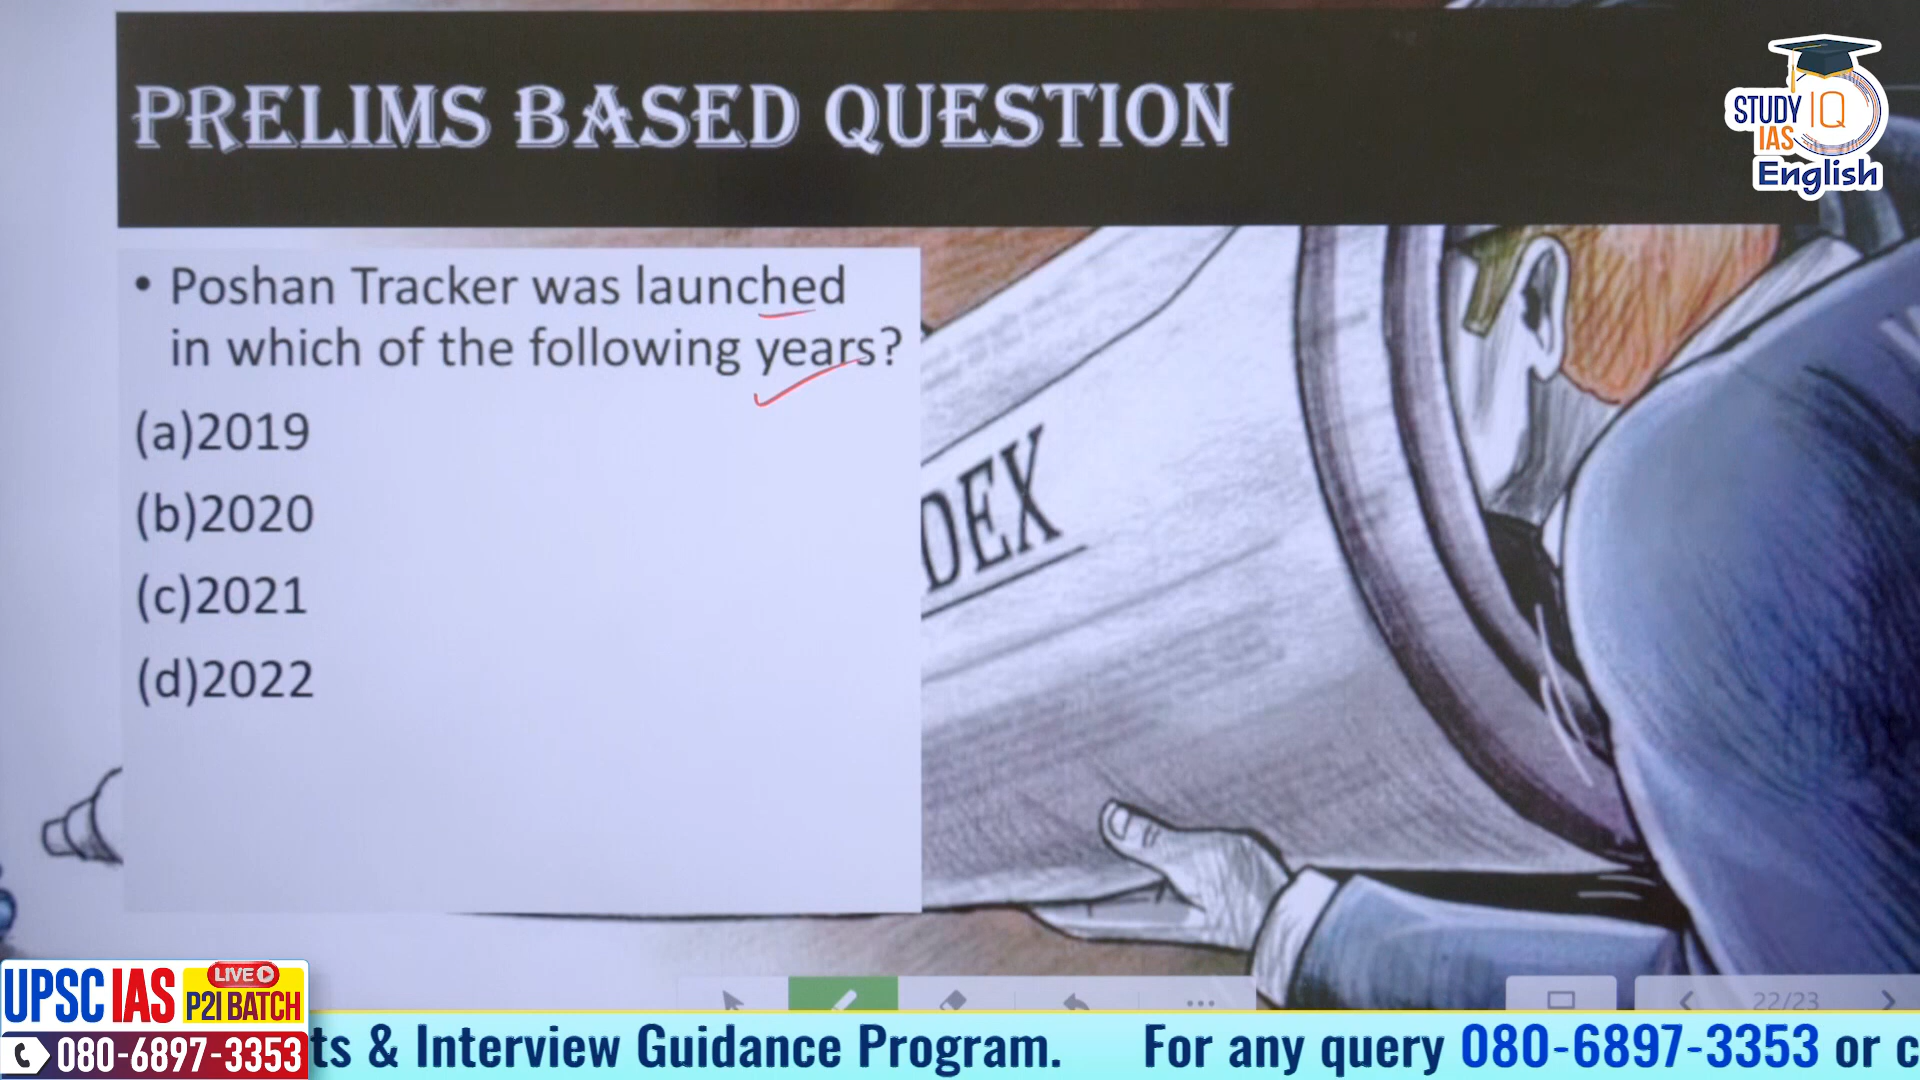 PRELIMS BASED QUESTION
STUDY IQ
IAS
English
• Poshan Tracker was launched
in which of the following years?
(a)2019
(b)2020
(c)2021
(d)2022
DEX
22/23
UPSC IAS LIVE
P2I BATCH
080-6897-3353
ts & Interview Guidance Program. For any query 080-6897-3353 or c